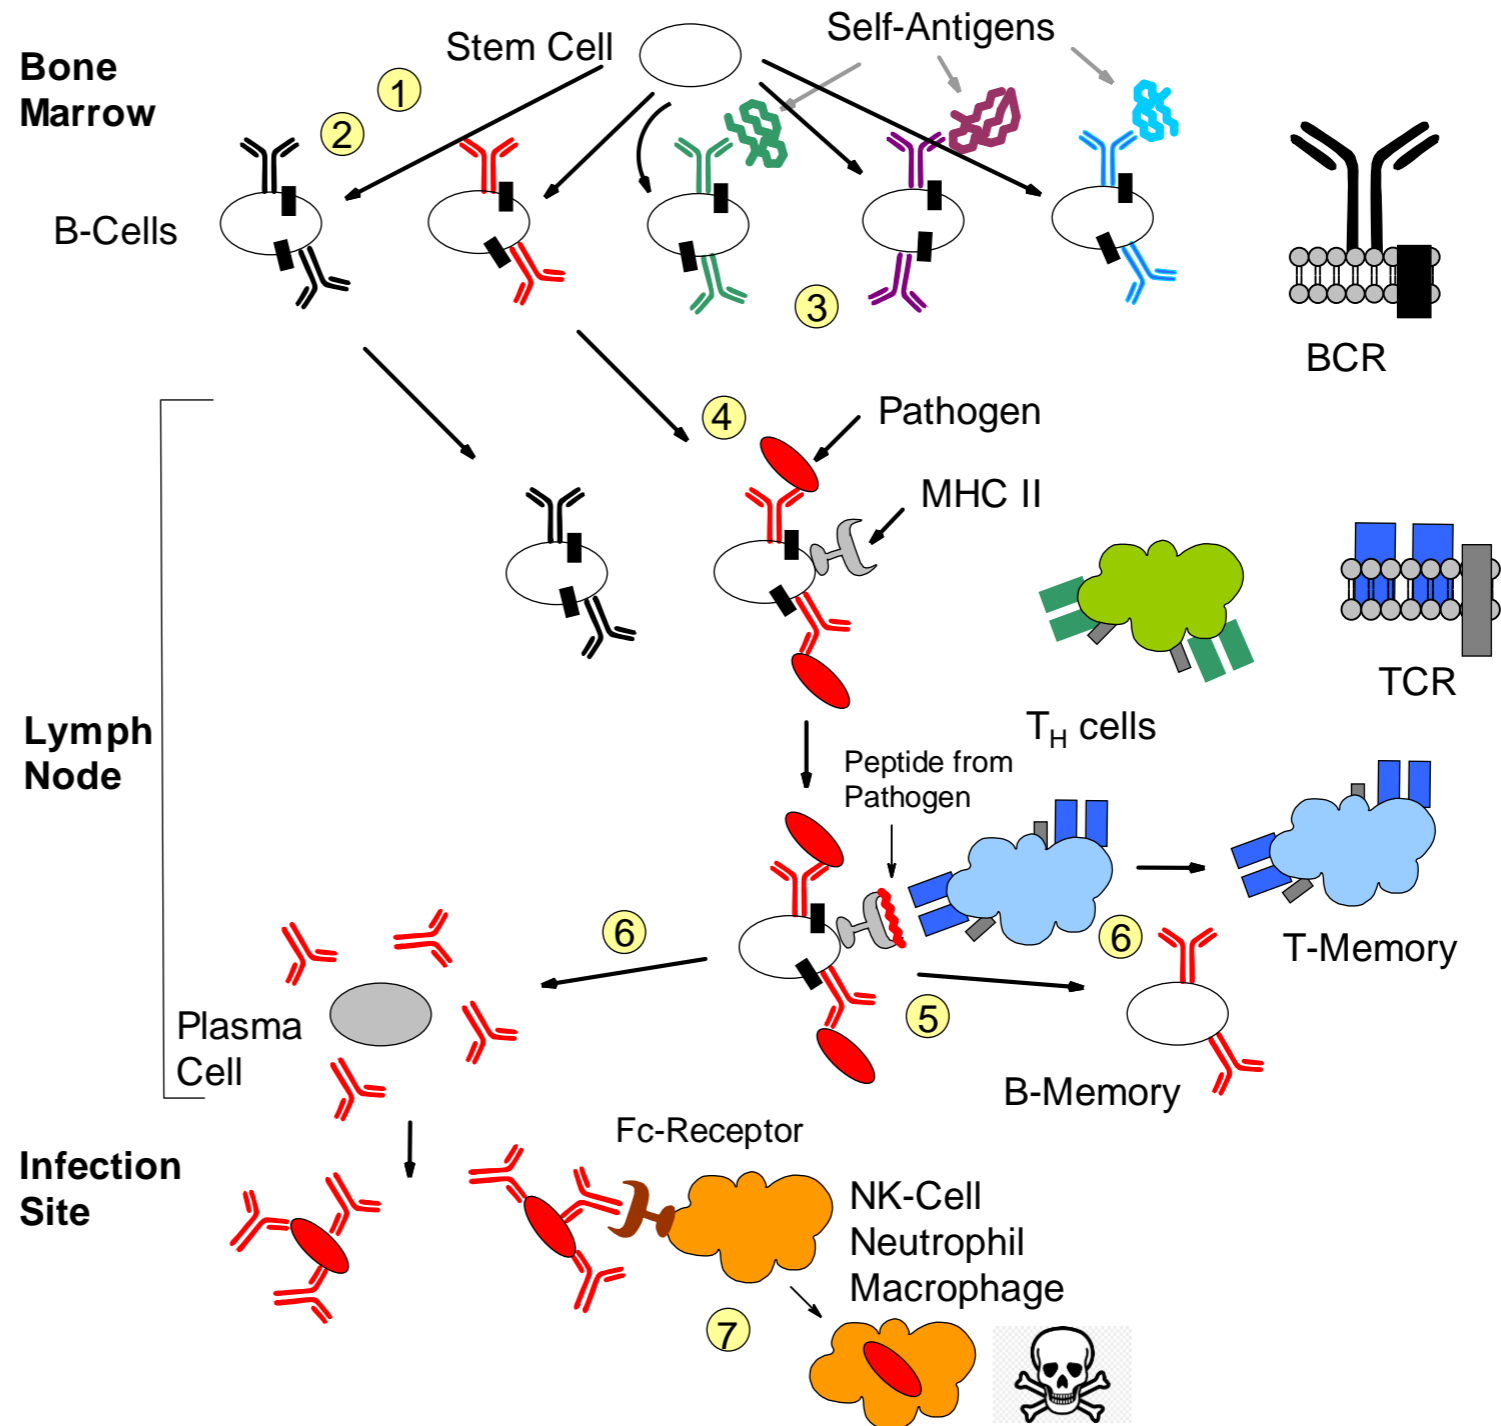 Stem Cell
Self-Antigens
Bone
Marrow
1
2
B-Cells
3
BCR
4
Pathogen
MHC II
TCR
TH cells
Lymph
Node
Peptide from
Pathogen
6
6
T-Memory
5
Plasma
Cell
B-Memory
Fc-Receptor
Infection
Site
NK-Cell
Neutrophil
Macrophage
7